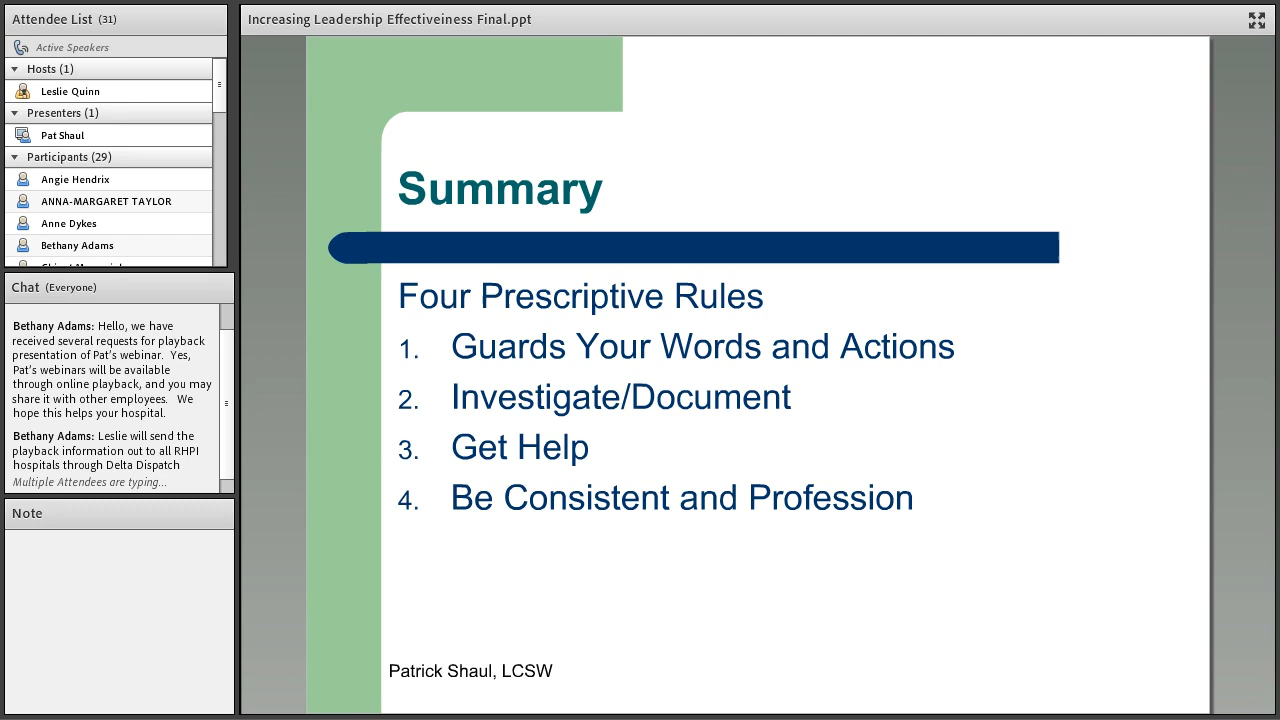 Attendee List (31)
Active Speakers
Hosts (1)
Leslie Quinn
Presenters (1)
Pat Shaul
Participants (29)
Angie Hendrix
ANNA-MARGARET TAYLOR
Anne Dykes
Bethany Adams
Chat (Everyone)
Bethany Adams: Hello, we have
received several requests for playback
presentation of Pat's webinar. Yes,
Pat's webinars will be available
through online playback, and you may
share it with other employees. We
hope this helps your hospital.
Bethany Adams: Leslie will send the
playback information out to all RHPI
hospitals through Delta Dispatch
Multiple Attendees are typing...
Note
Increasing Leadership Effectiveiness Final.ppt
Summary
Four Prescriptive Rules
1. Guards Your Words and Actions
2. Investigate/Document
3. Get Help
4. Be Consistent and Profession
Patrick Shaul, LCSW